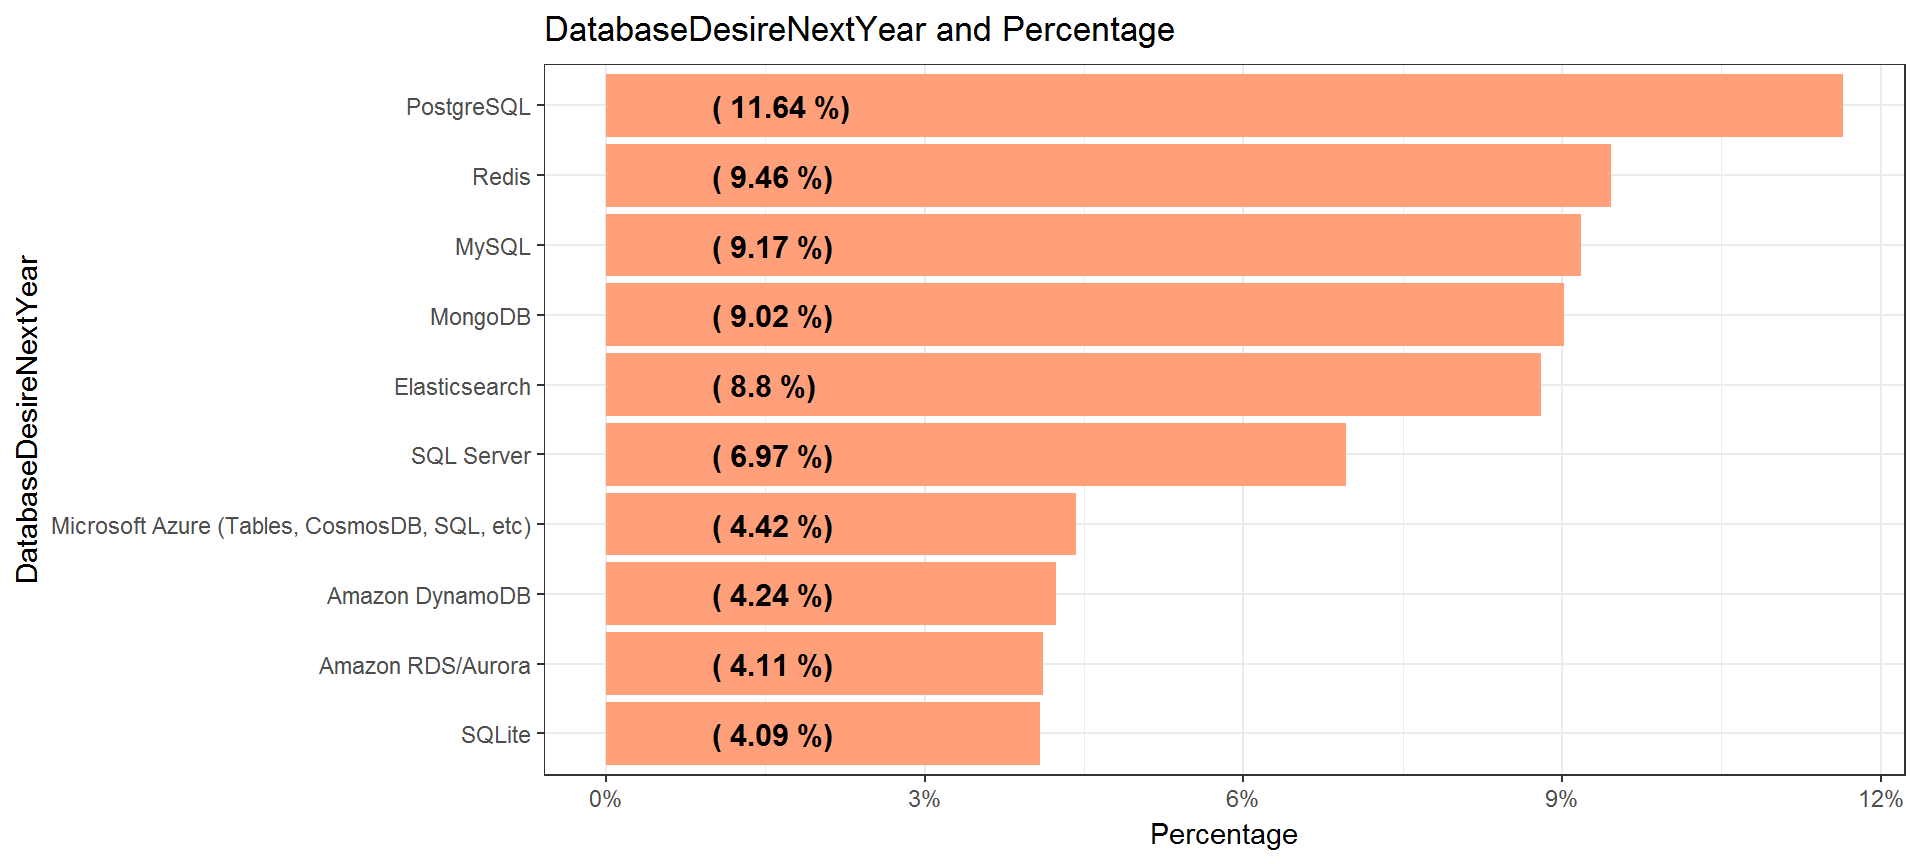 DatabaseDesireNextYear and Percentage
DatabaseDesireNextYear
PostgreSQL
( 11.64 %)
Redis
( 9.46 %)
MySQL
( 9.17 %)
MongoDB
( 9.02 %)
Elasticsearch
( 8.8 %)
SQL Server
( 6.97 %)
Microsoft Azure (Tables, CosmosDB, SQL, etc)
( 4.42 %)
Amazon DynamoDB
( 4.24 %)
Amazon RDS/Aurora
( 4.11 %)
SQLite
( 4.09 %)
0%
3%
6%
9%
12%
Percentage